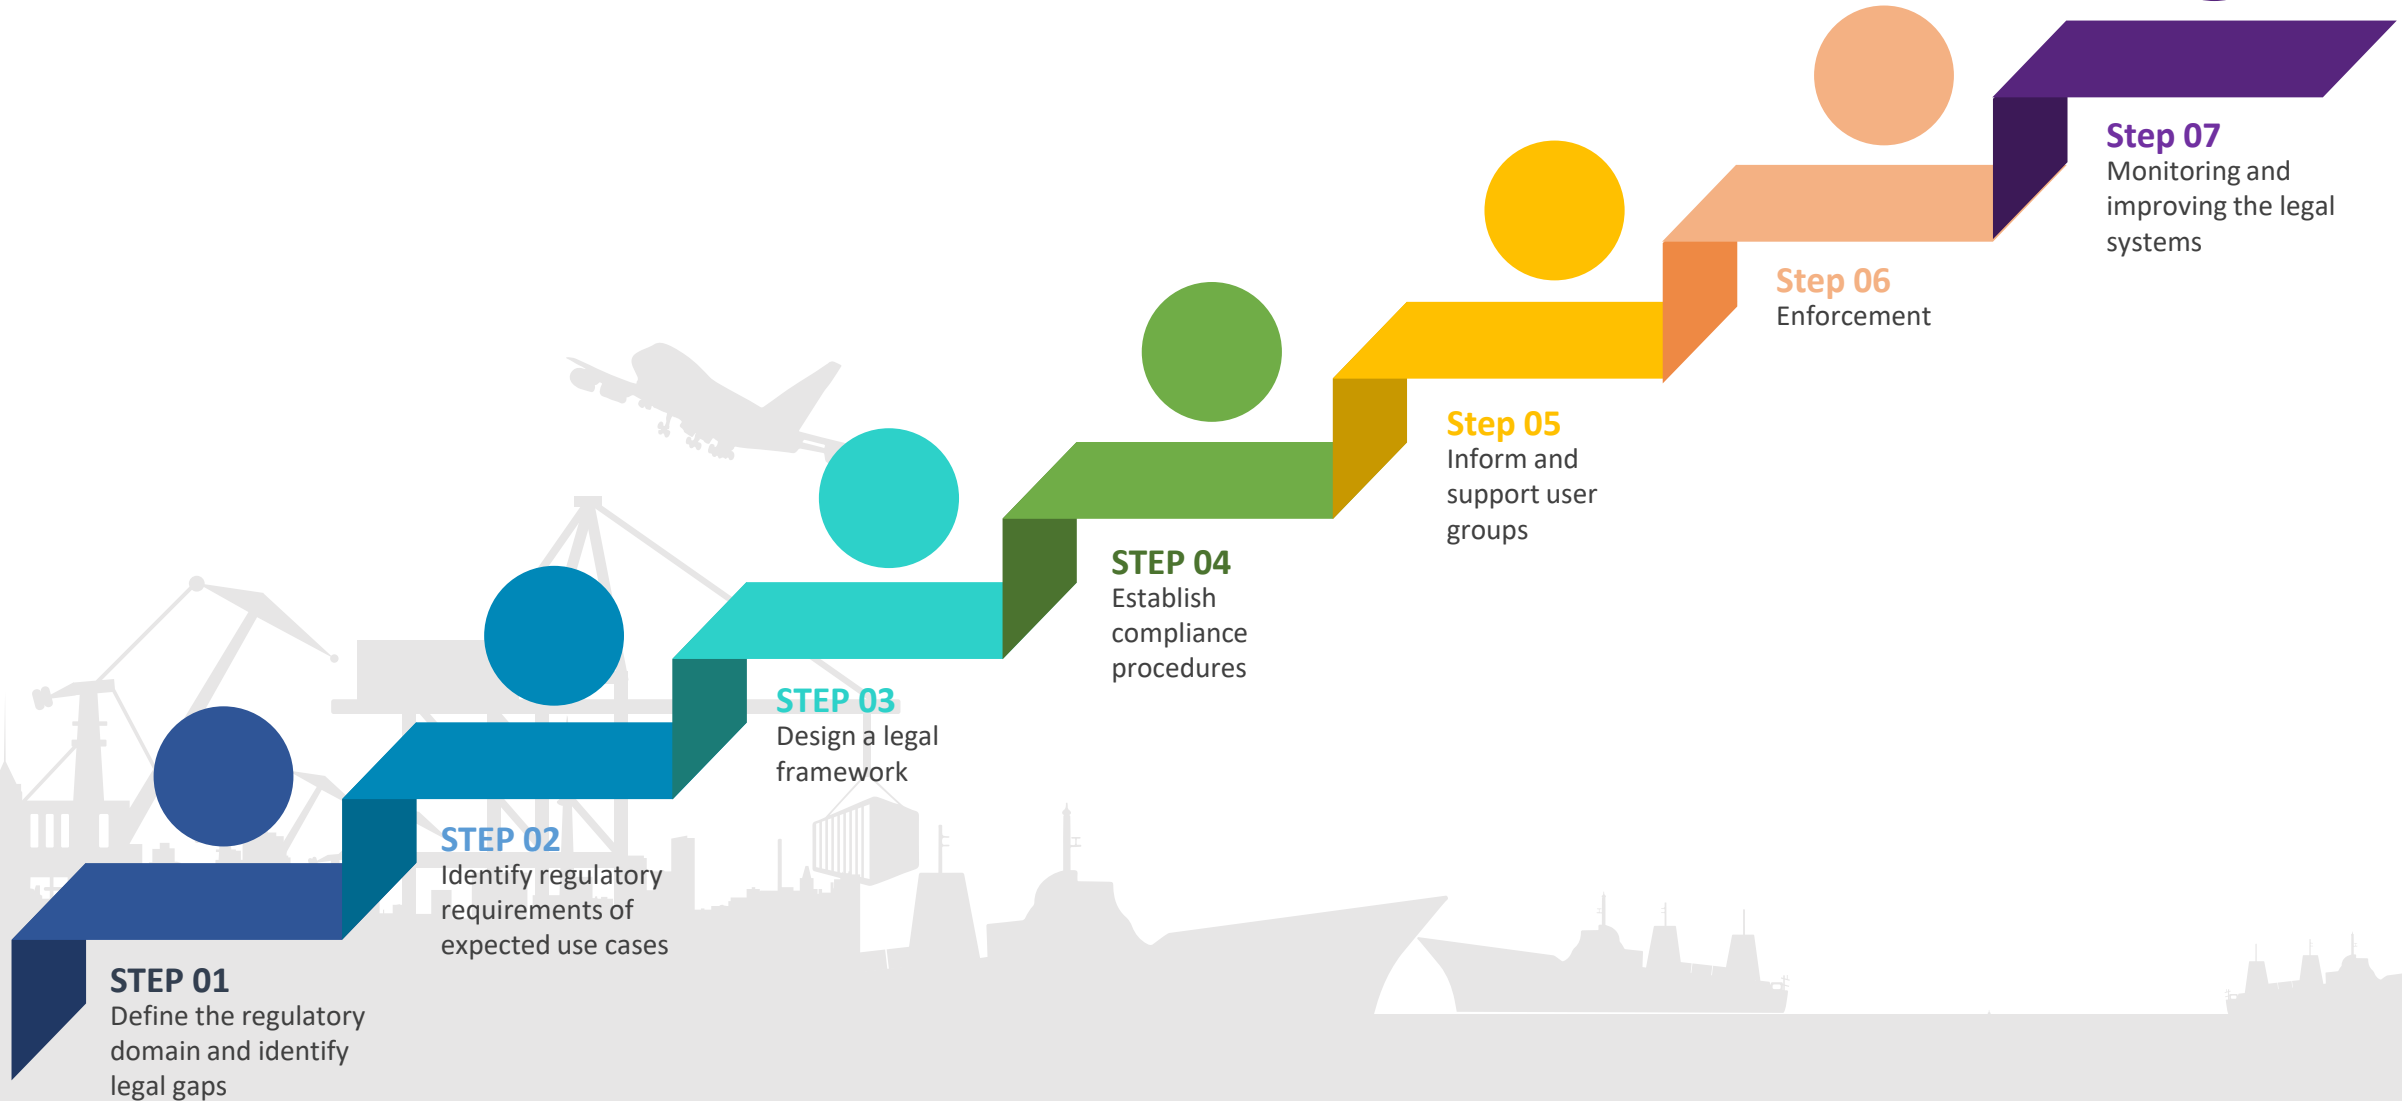 STEP 01
Define the regulatory
domain and identify
legal gaps
STEP 02
Identify regulatory
requirements of
expected use cases
STEP 03
Design a legal
framework
STEP 04
Establish
compliance
procedures
Step 05
Inform and
support user
groups
Step 06
Enforcement
Step 07
Monitoring and
improving the legal
systems